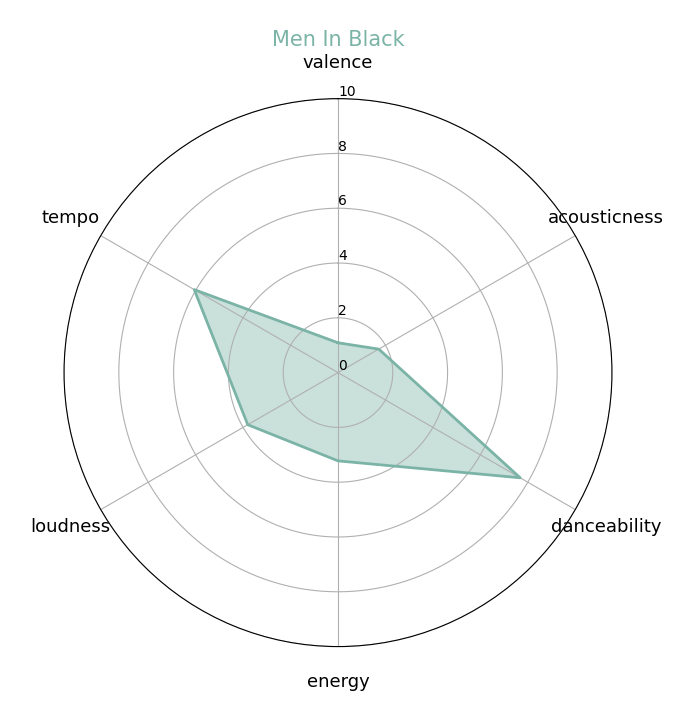 Men In Black
valence
10
8
tempo
6
acousticness
4
2
0
loudness
danceability
energy